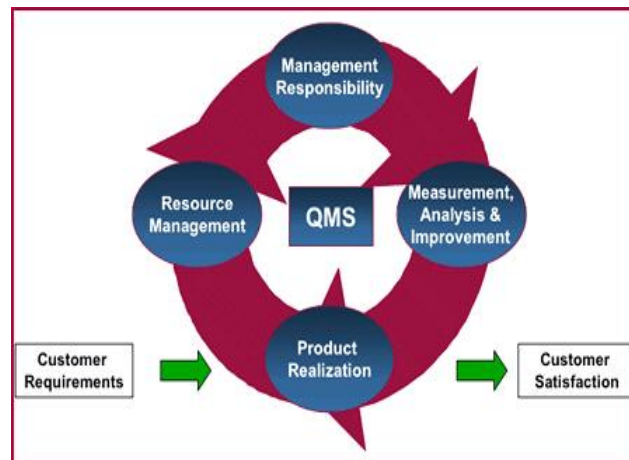 Management
Responsibility
Resource
Management
QMS
Measurement,
Analysis &
Improvement
Product
Realization
Customer
Requirements
Customer
Satisfaction